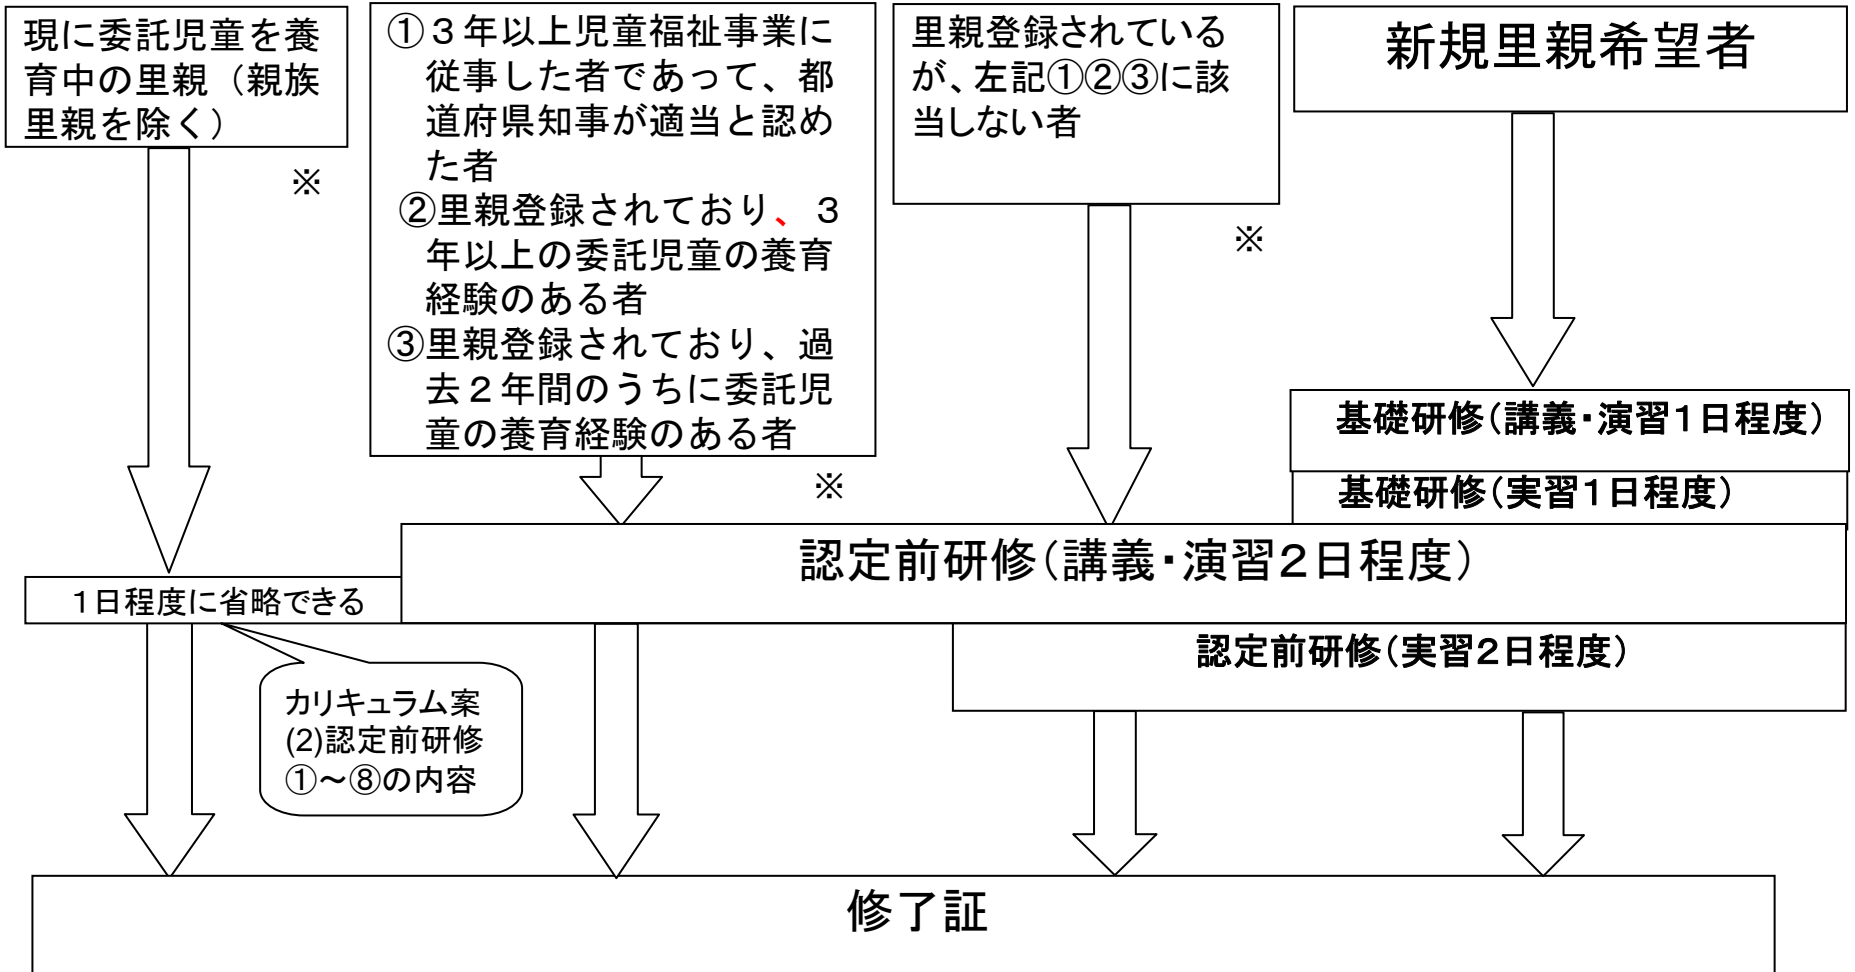 現に委託児童を養
育中の里親（親族
里親を除く）
※
①３年以上児童福祉事業に
従事した者であって、都
道府県知事が適当と認め
た者
②里親登録されており、３
年以上の委託児童の養育
経験のある者
③里親登録されており、過
去２年間のうちに委託児
童の養育経験のある者
※
里親登録されている
が、左記①②③に該
当しない者
※
新規里親希望者
基礎研修（講義・演習１日程度）
基礎研修（実習１日程度）
認定前研修（講義・演習２日程度）
１日程度に省略できる
認定前研修（実習２日程度）
カリキュラム案
(2)認定前研修
①～⑧の内容
修了証